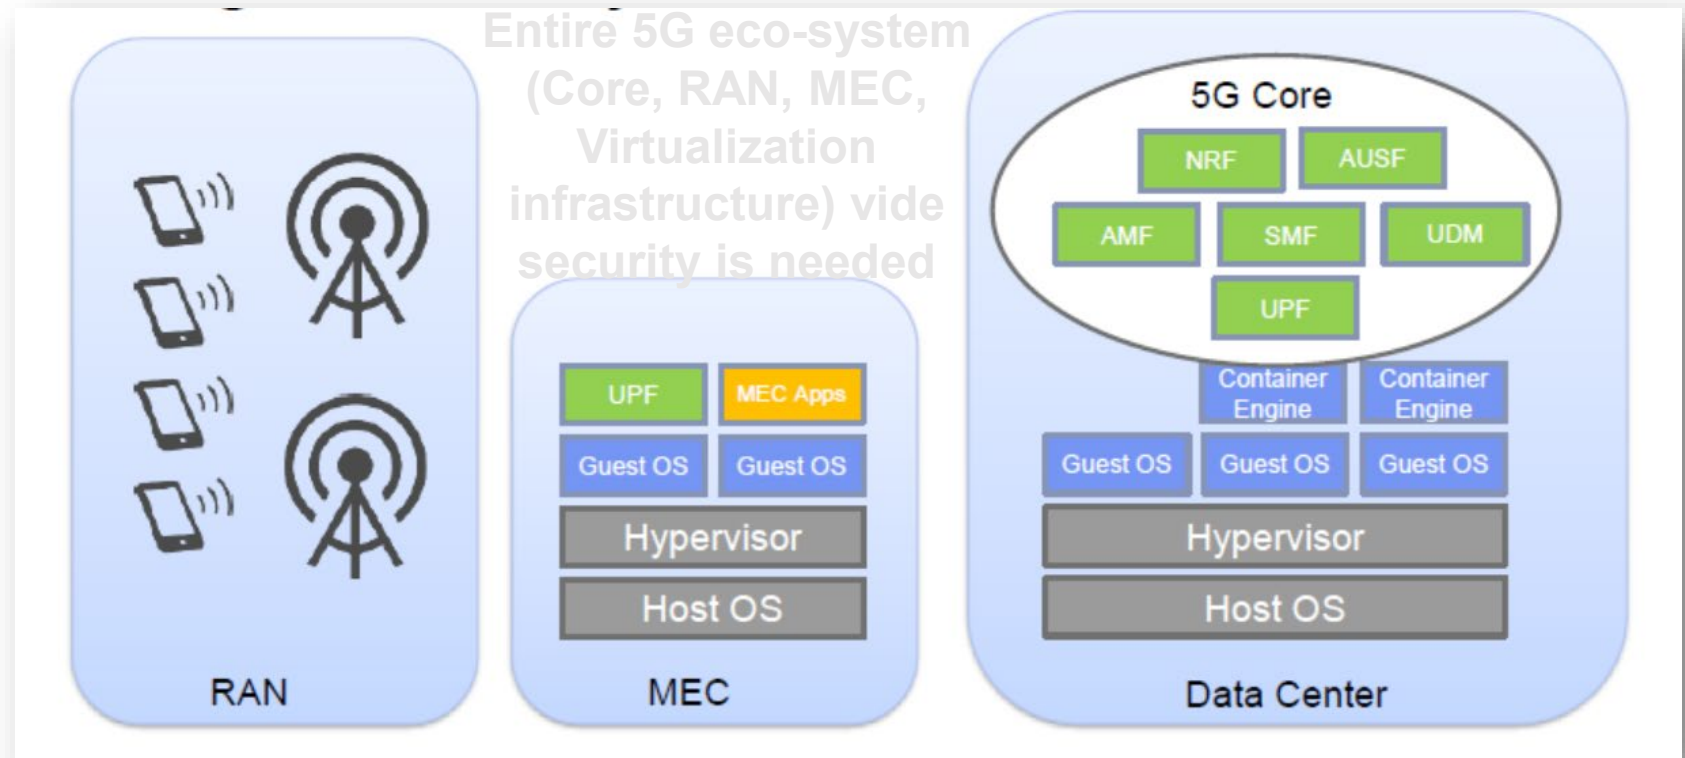 Entire 5G eco-system
(Core, RAN, MEC,
Virtualization
infrastructure) vide
security is needed
RAN
UPF
MEC Apps
Guest OS
Guest OS
Hypervisor
Host OS
MEC
5G Core
NRF
AUSF
AMF
SMF
UDM
UPF
Container
Engine
Container
Engine
Guest OS
Guest OS
Guest OS
Hypervisor
Host OS
Data Center